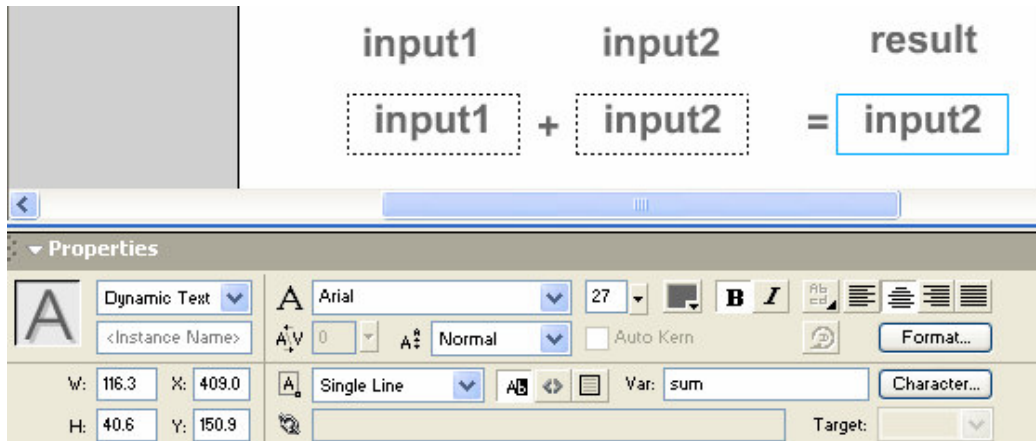 input1 input2 result
input1 + input2 = input2
Properties
A Dynamic Text A Arial 27 B I
<Instance Name> A V 0 A Normal Auto Kern Format...
W: 116.3 X: 409.0 A Single Line Var: sum Character...
H: 40.6 Y: 150.9 Target: